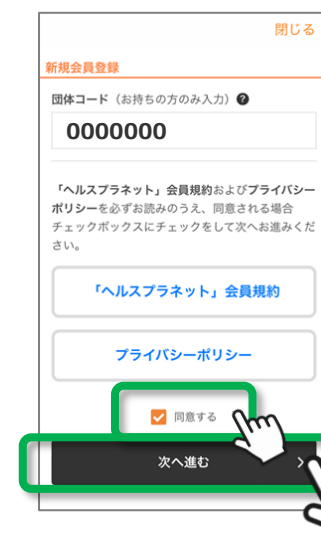 閉じる
新規会員登録
団体コード（お持ちの方のみ入力）?
0000000
「ヘルスプラネット」会員規約およびプライバシー
ポリシーを必ずお読みのうえ、同意される場合
チェックボックスにチェックをして次へお進みくだ
さい。
「ヘルスプラネット」会員規約
プライバシーポリシー
同意する
次へ進む